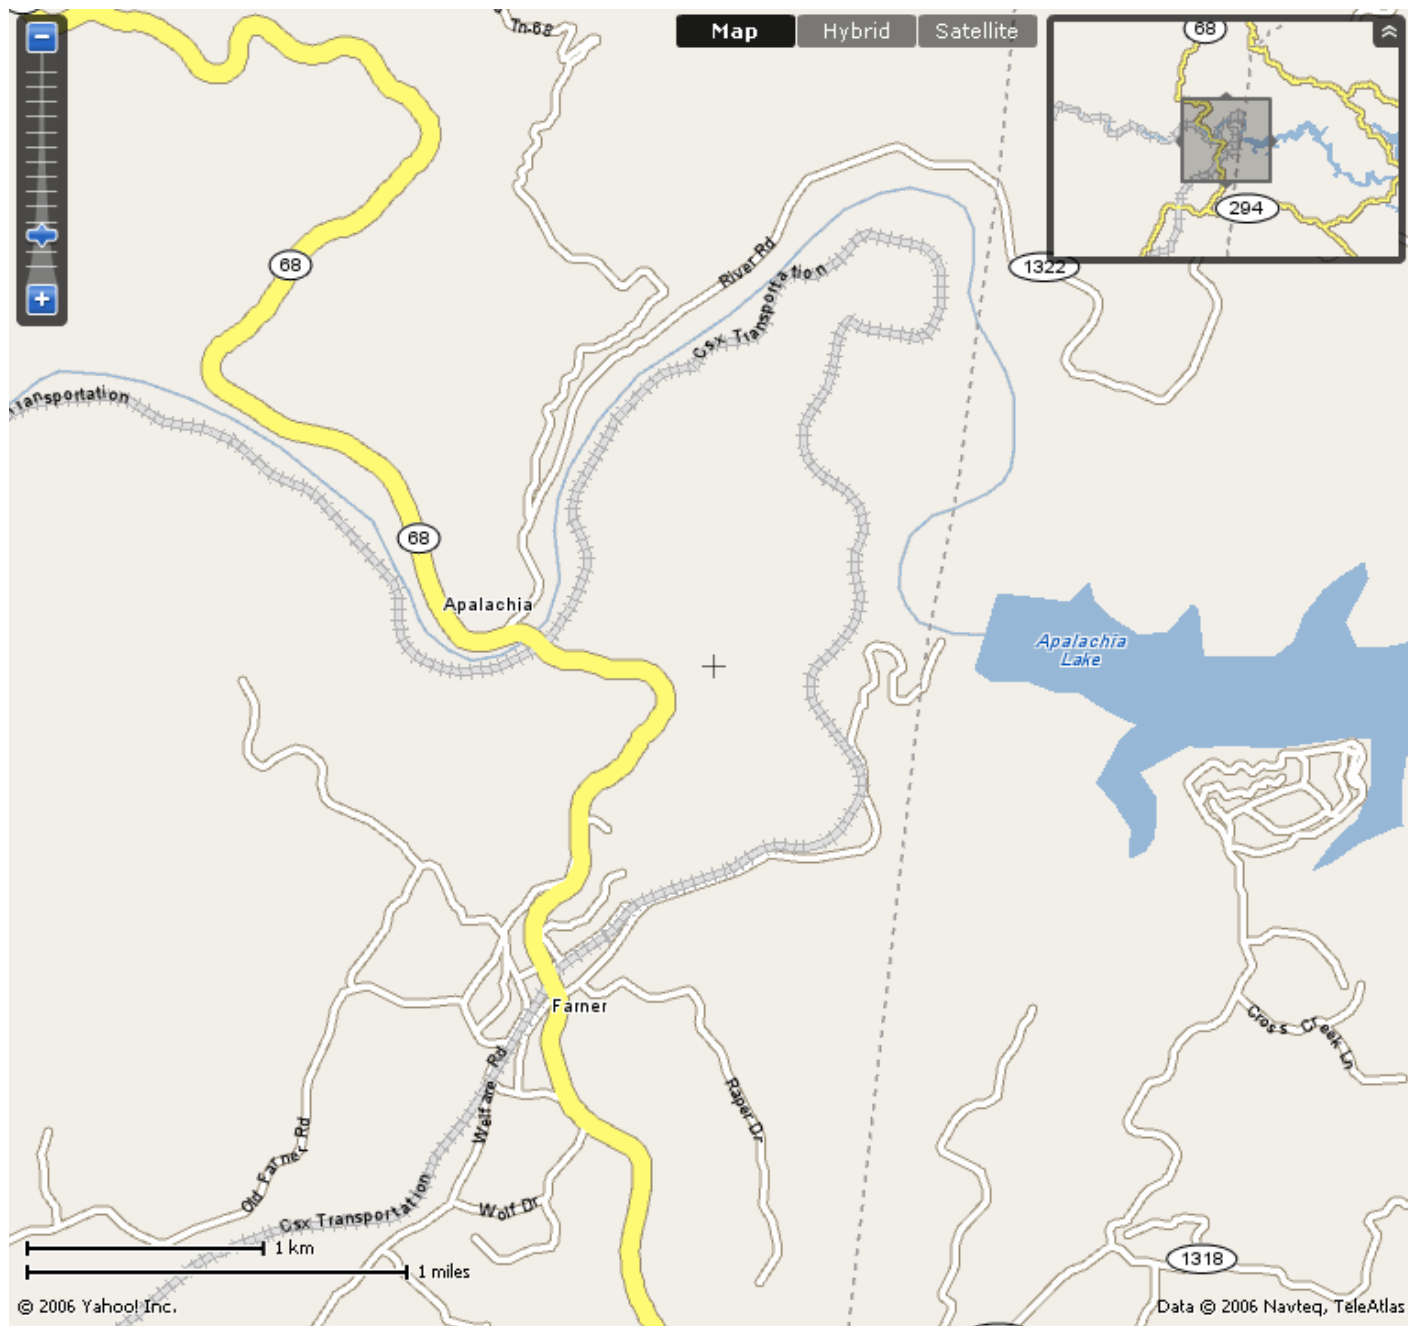 Tn-68
Map
Hybrid
Satellite
68
294
River Rd
1322
68
Csx Transportation
Transportation
68
Apalachia
Apalachia
Lake
Farner
Cross Creek Ln
Welfare Rd
Raper Dr
Old Farner Rd
Wolf Dr
Csx Transportation
1 km
1318
1 miles
© 2006 Yahoo! Inc.
Data © 2006 Navteq, TeleAtlas